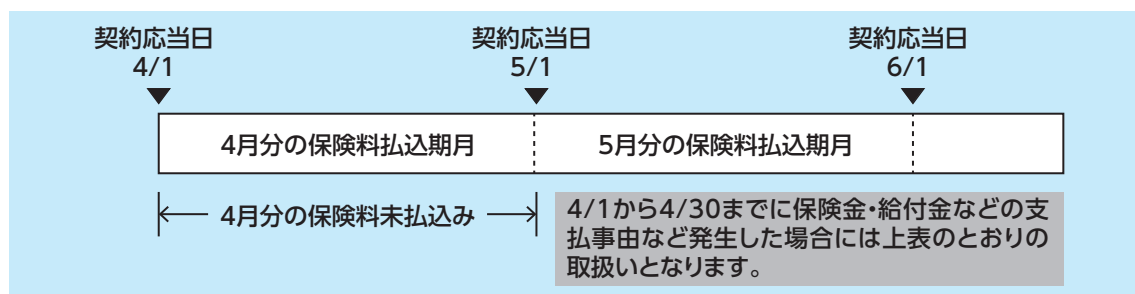 契約応当日
4/1
契約応当日
5/1
契約応当日
6/1
4月分の保険料払込期月
5月分の保険料払込期月
4月分の保険料未払込み
4/1から4/30までに保険金・給付金などの支
払事由など発生した場合には上表のとおりの
取扱いとなります。